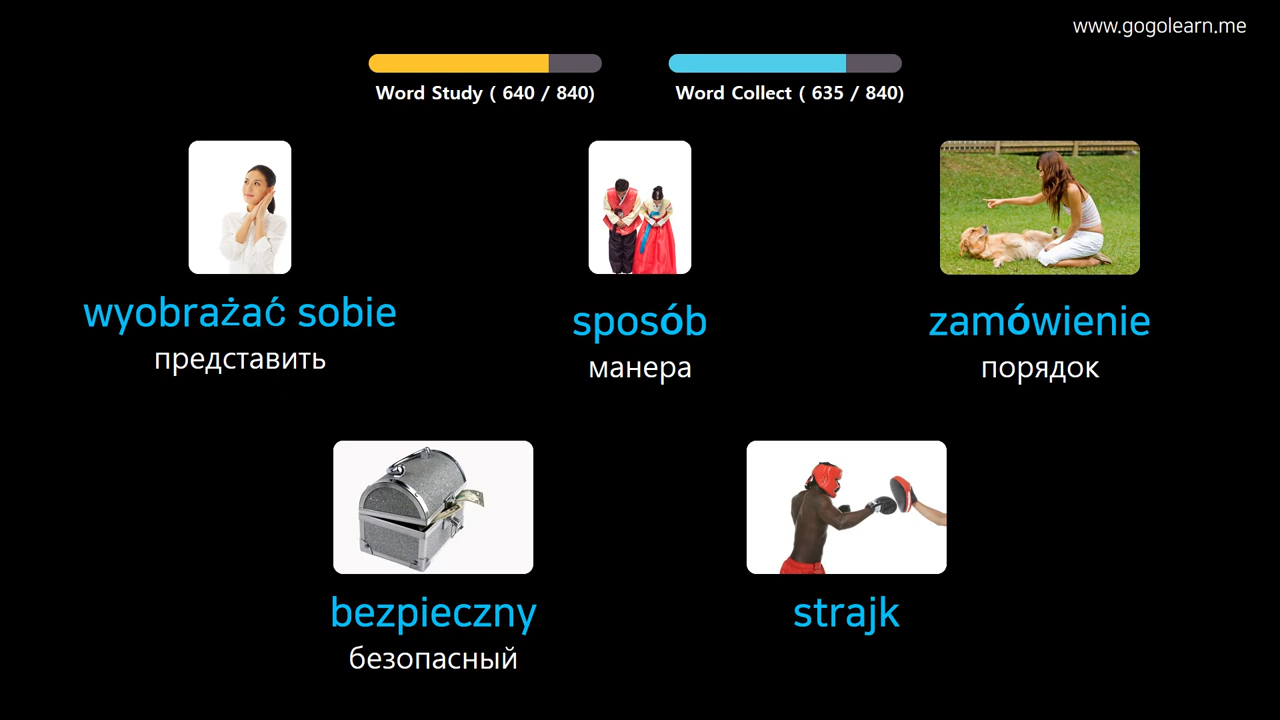 www.gogolearn.me
Word Study ( 640 / 840)
Word Collect ( 635 / 840)
wyobrażać sobie
представить
sposób
манера
zamówienie
порядок
bezpieczny
безопасный
strajk